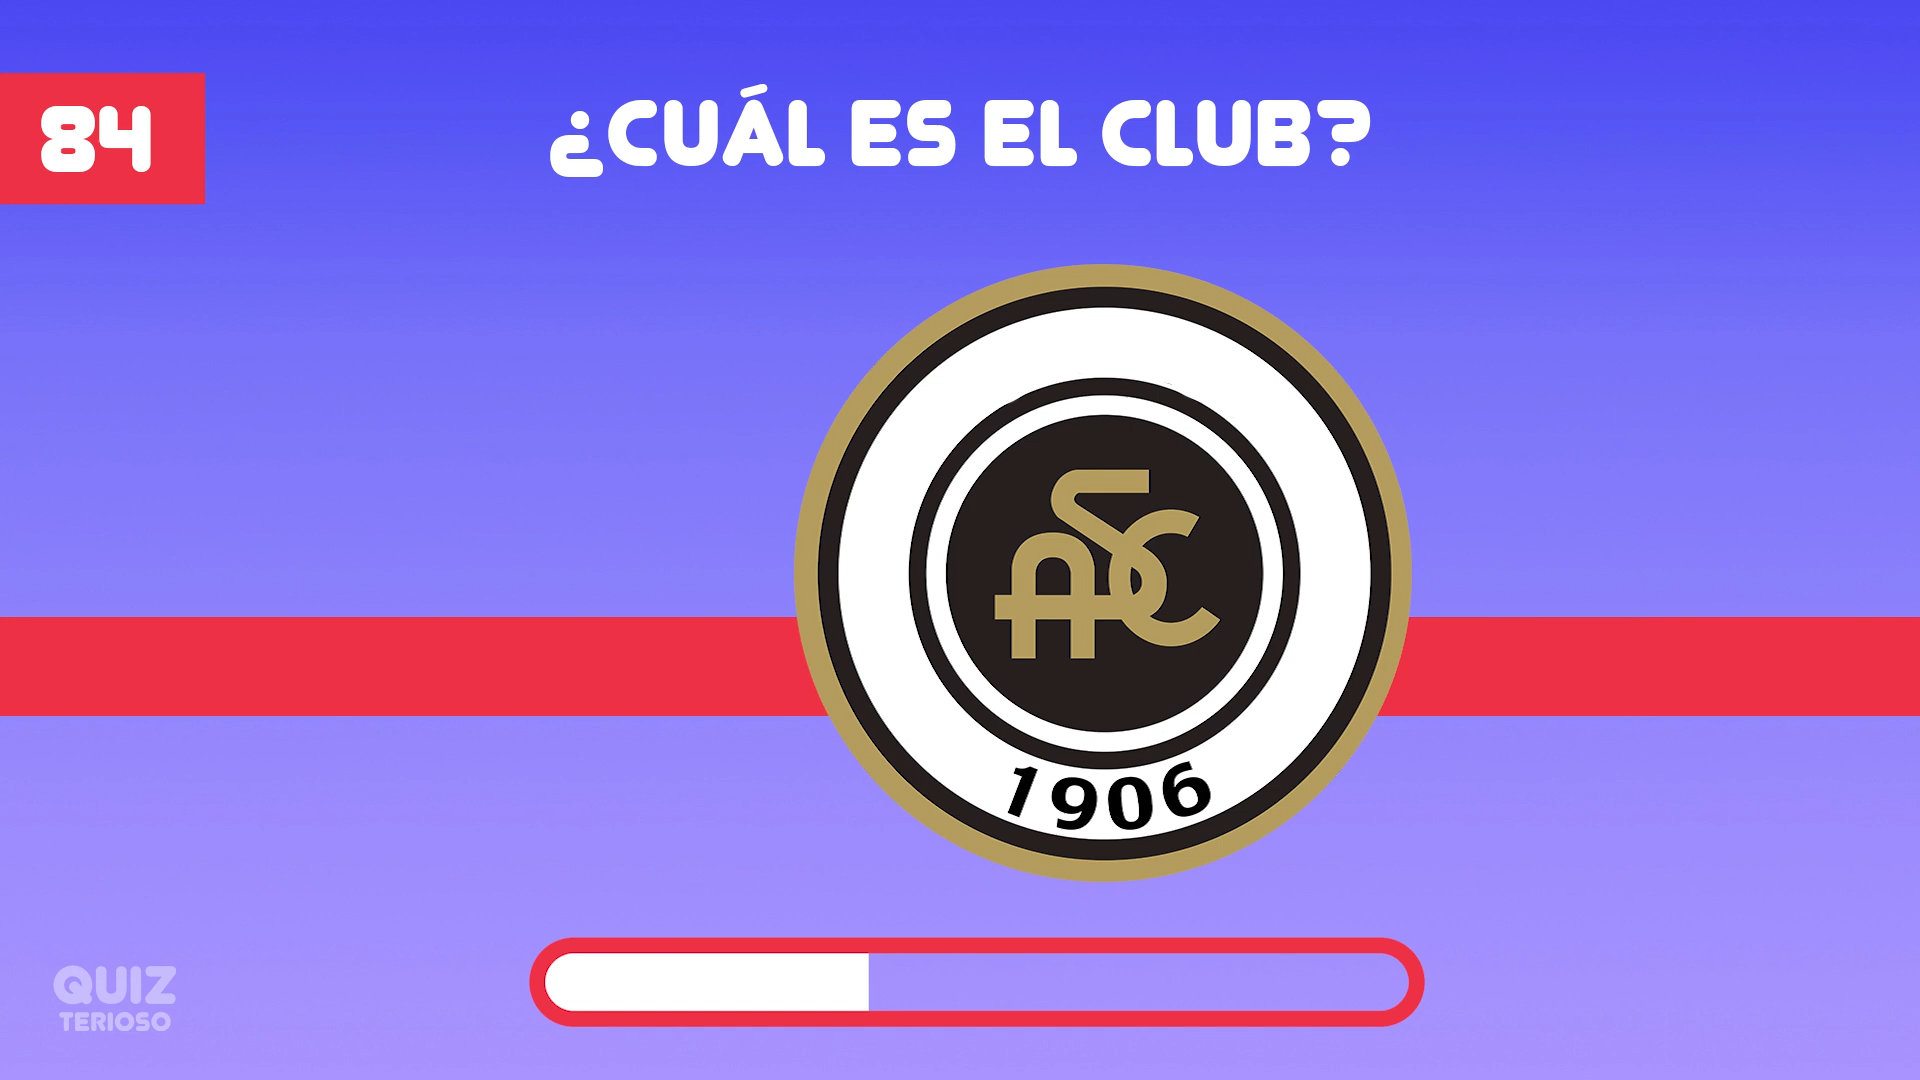 84
¿CUÁL ES EL CLUB?
ASC
1906
QUIZ
TERIOSO